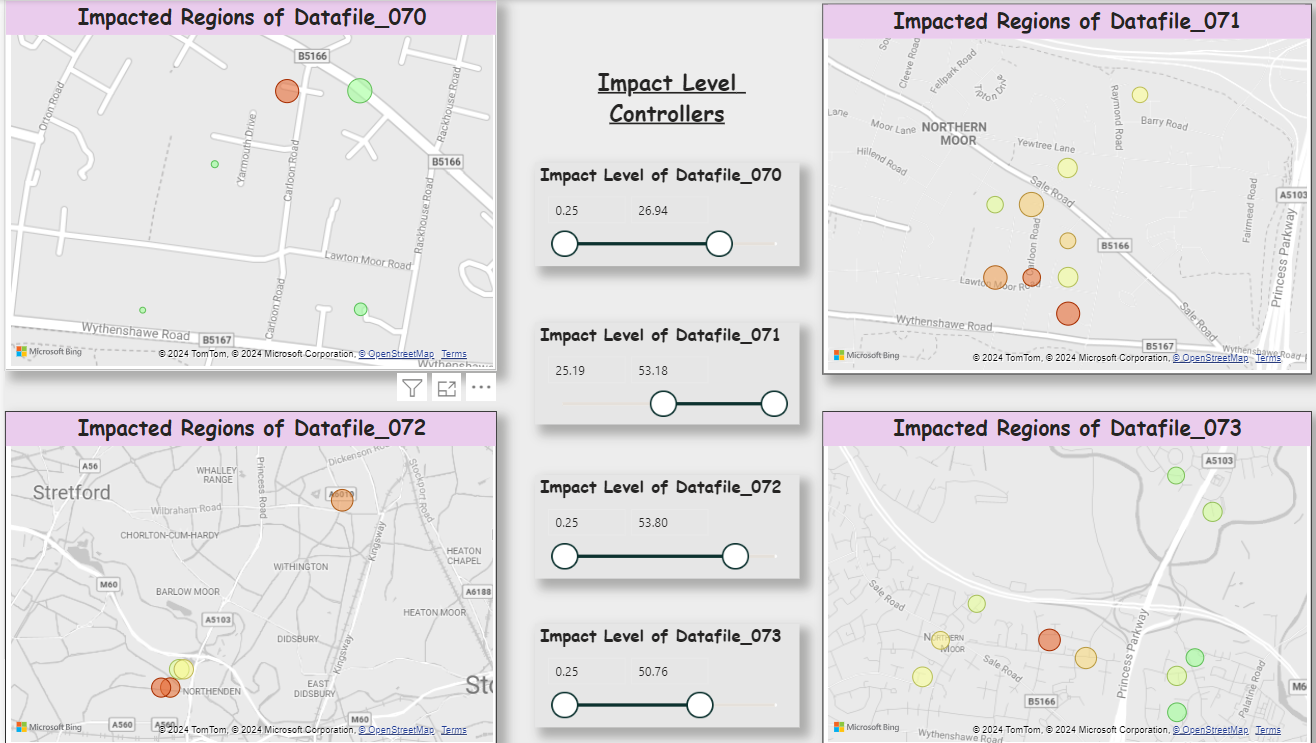 Impacted Regions of Datafile_070
B5166
Orton Road
Yarmouth Drive
Carloon Road
Rackhouse Road
B5166
Rackhouse Road
Lawton Moor Road
Carloon Road
Wythenshawe Road
B5167
Microsoft Bing
© 2024 TomTom, © 2024 Microsoft Corporation, © OpenStreetMap Terms
Impact Level
Controllers
Impact Level of Datafile_070
0.25 26.94
Impact Level of Datafile_071
25.19 53.18
Impact Level of Datafile_072
0.25 53.80
Impact Level of Datafile_073
0.25 50.76
Impacted Regions of Datafile_071
Cleeve Road
Fellpark Road
Tipton Drive
Raymond Road
Barry Road
Lane
Moor Lane
NORTHERN
MOOR
Yewtree Lane
Hillend Road
Sale Road
A5103
Fairmead Road
Carloon Road
B5166
Princess Parkway
Lawton Moor Road
Sale Road
Wythenshawe Road
B5167
Wythenshawe Road
Microsoft Bing
© 2024 TomTom, © 2024 Microsoft Corporation, © OpenStreetMap Terms
Impacted Regions of Datafile_072
A56
Stretford
WHALLEY
RANGE
Princess Road
Dickenson Road
A6010
Stockport Road
Wilbraham Road
CHORLTON-CUM-HARDY
Kingsway
HEATON
CHAPEL
WITHINGTON
M60
BARLOW MOOR
A6188
A5103
HEATON MOOR
DIDSBURY
Kingsway
NORTHENDEN
EAST
DIDSBURY
A560
A560
M60
Microsoft Bing
© 2024 TomTom, © 2024 Microsoft Corporation, © OpenStreetMap Terms
Impacted Regions of Datafile_073
A5103
Sale Road
NORTHERN
MOOR
Sale Road
Princess Parkway
B5166
Palatine Road
M6
Wythenshawe Road
Microsoft Bing
© 2024 TomTom, © 2024 Microsoft Corporation, © OpenStreetMap Terms